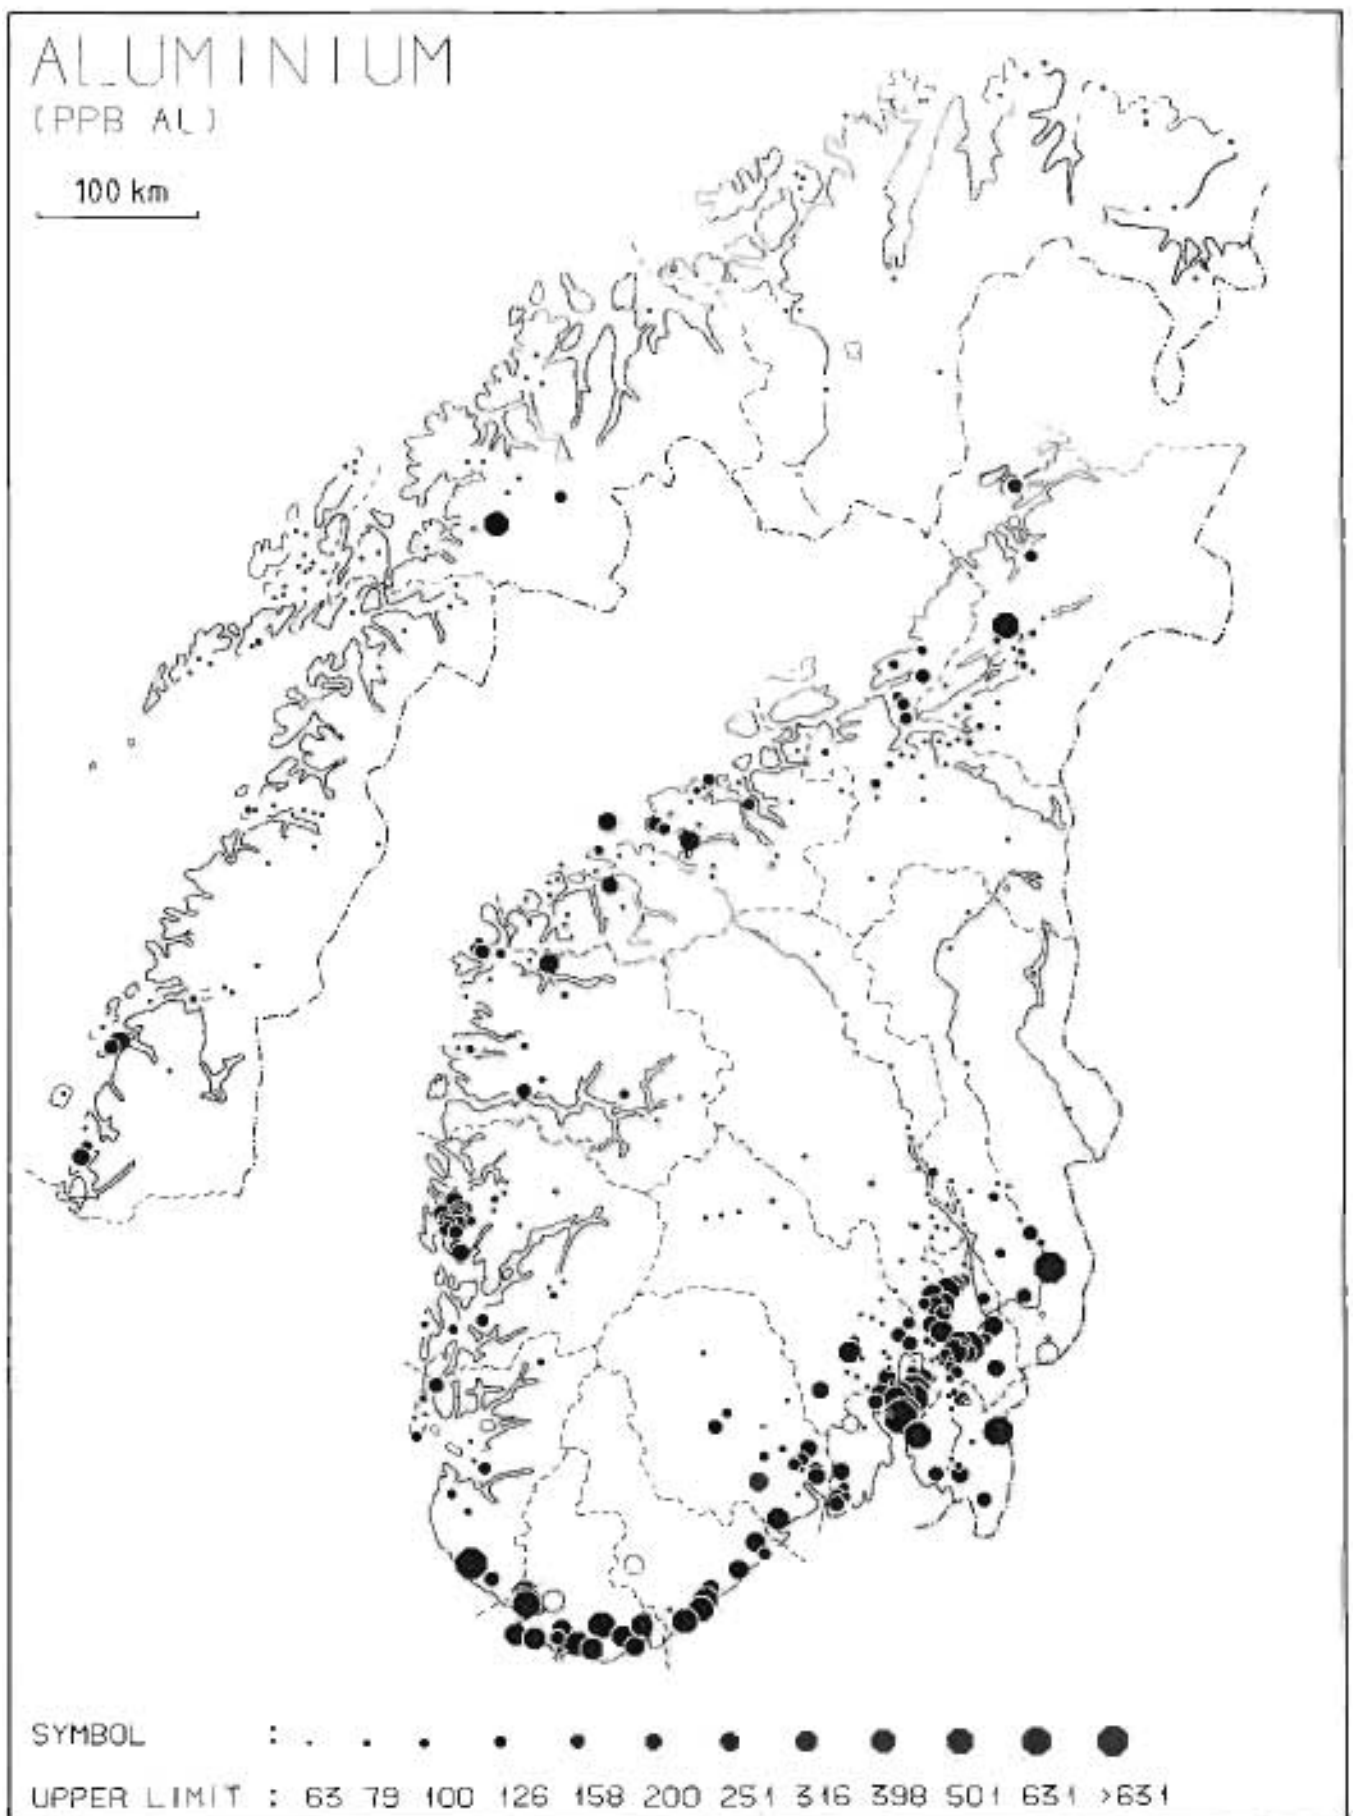 ALUMINIUM
(PPB AL)
100 km
SYMBOL :
UPPER LIMIT : 63 79 100 126 158 200 251 316 398 501 631 >631